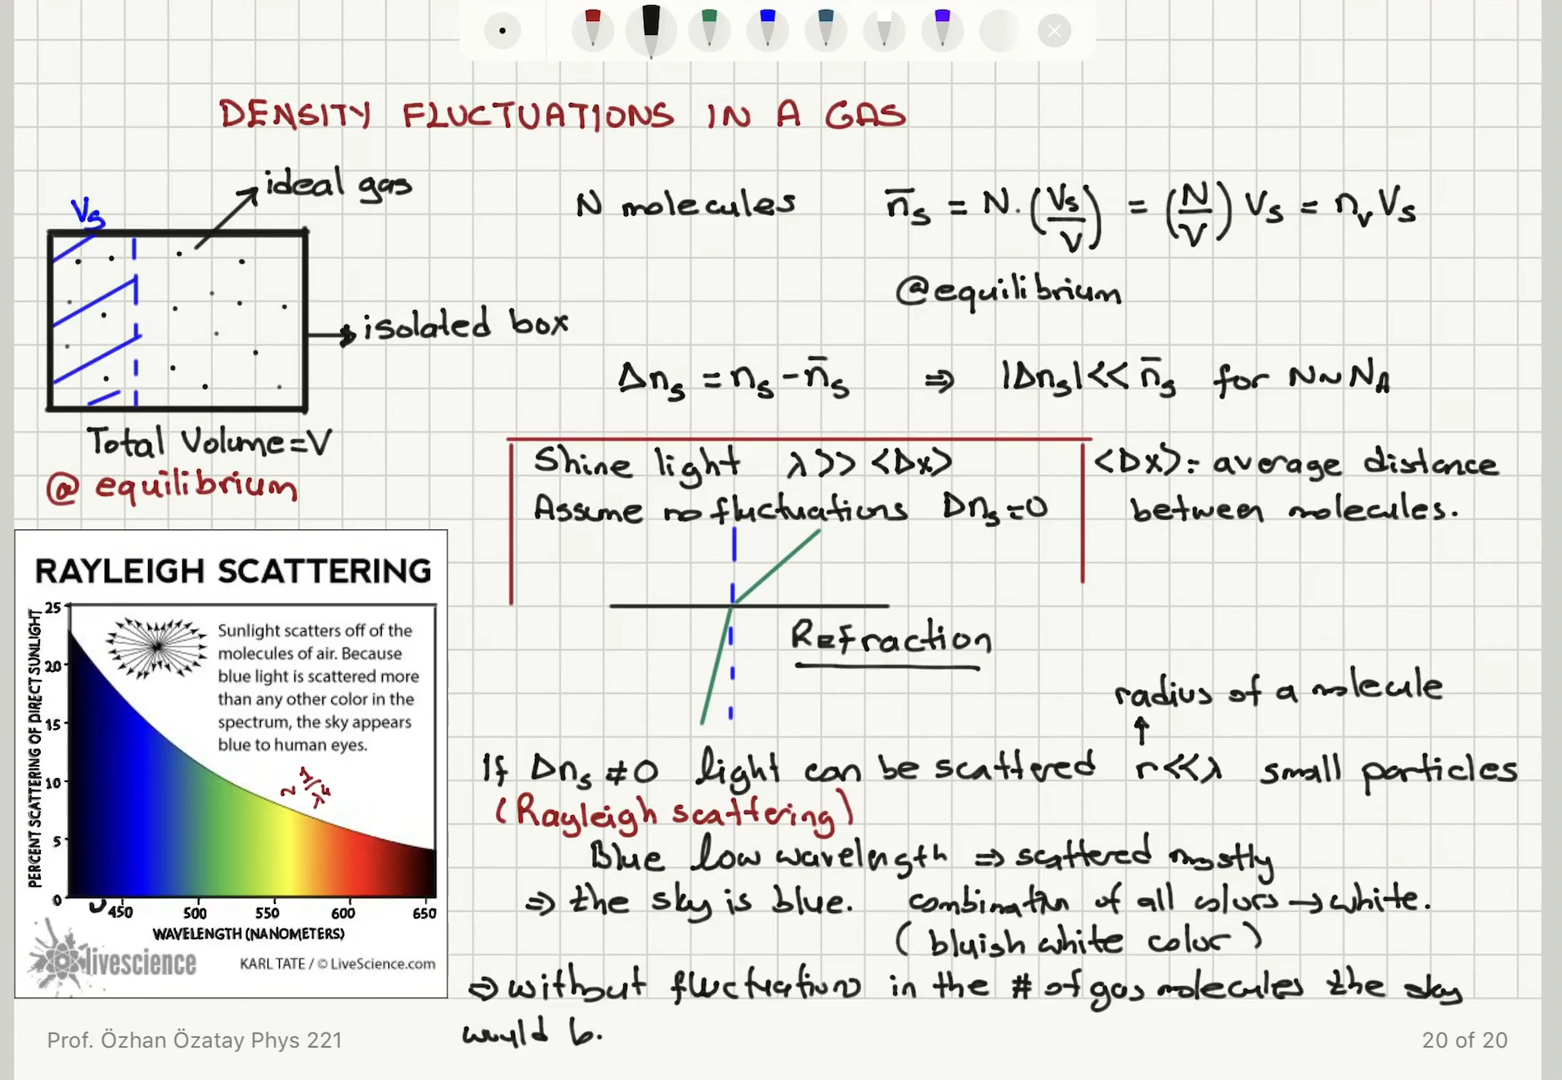 DENSITY FLUCTUATIONS IN A GAS
ideal gas
Vs
N molecules n̄s = N.(Vs/V) = (N/V) Vs = nv Vs
@equilibrium
isolated box
Δns = ns - n̄s ⇒ |Δns| << n̄s for N~NA
Total Volume=V
@ equilibrium
Shine light λ >> <Δx>
<Δx>: average distance
Assume no fluctuations Δns=0
between molecules.
Refraction
radius of a molecule
If Δns ≠0 light can be scattered r<<λ small particles
(Rayleigh scattering)
Blue low wavelength ⇒ scattered mostly
⇒ the sky is blue. combination of all colors → white.
(bluish white color)
⇒ without fluctuations in the # of gas molecules the sky
would b.
RAYLEIGH SCATTERING
PERCENT SCATTERING OF DIRECT SUNLIGHT
25
20
15
10
5
0
Sunlight scatters off of the
molecules of air. Because
blue light is scattered more
than any other color in the
spectrum, the sky appears
blue to human eyes.
~ 1/λ⁴
450 500 550 600 650
WAVELENGTH (NANOMETERS)
livescience
KARL TATE / © LiveScience.com
Prof. Özhan Özatay Phys 221
20 of 20